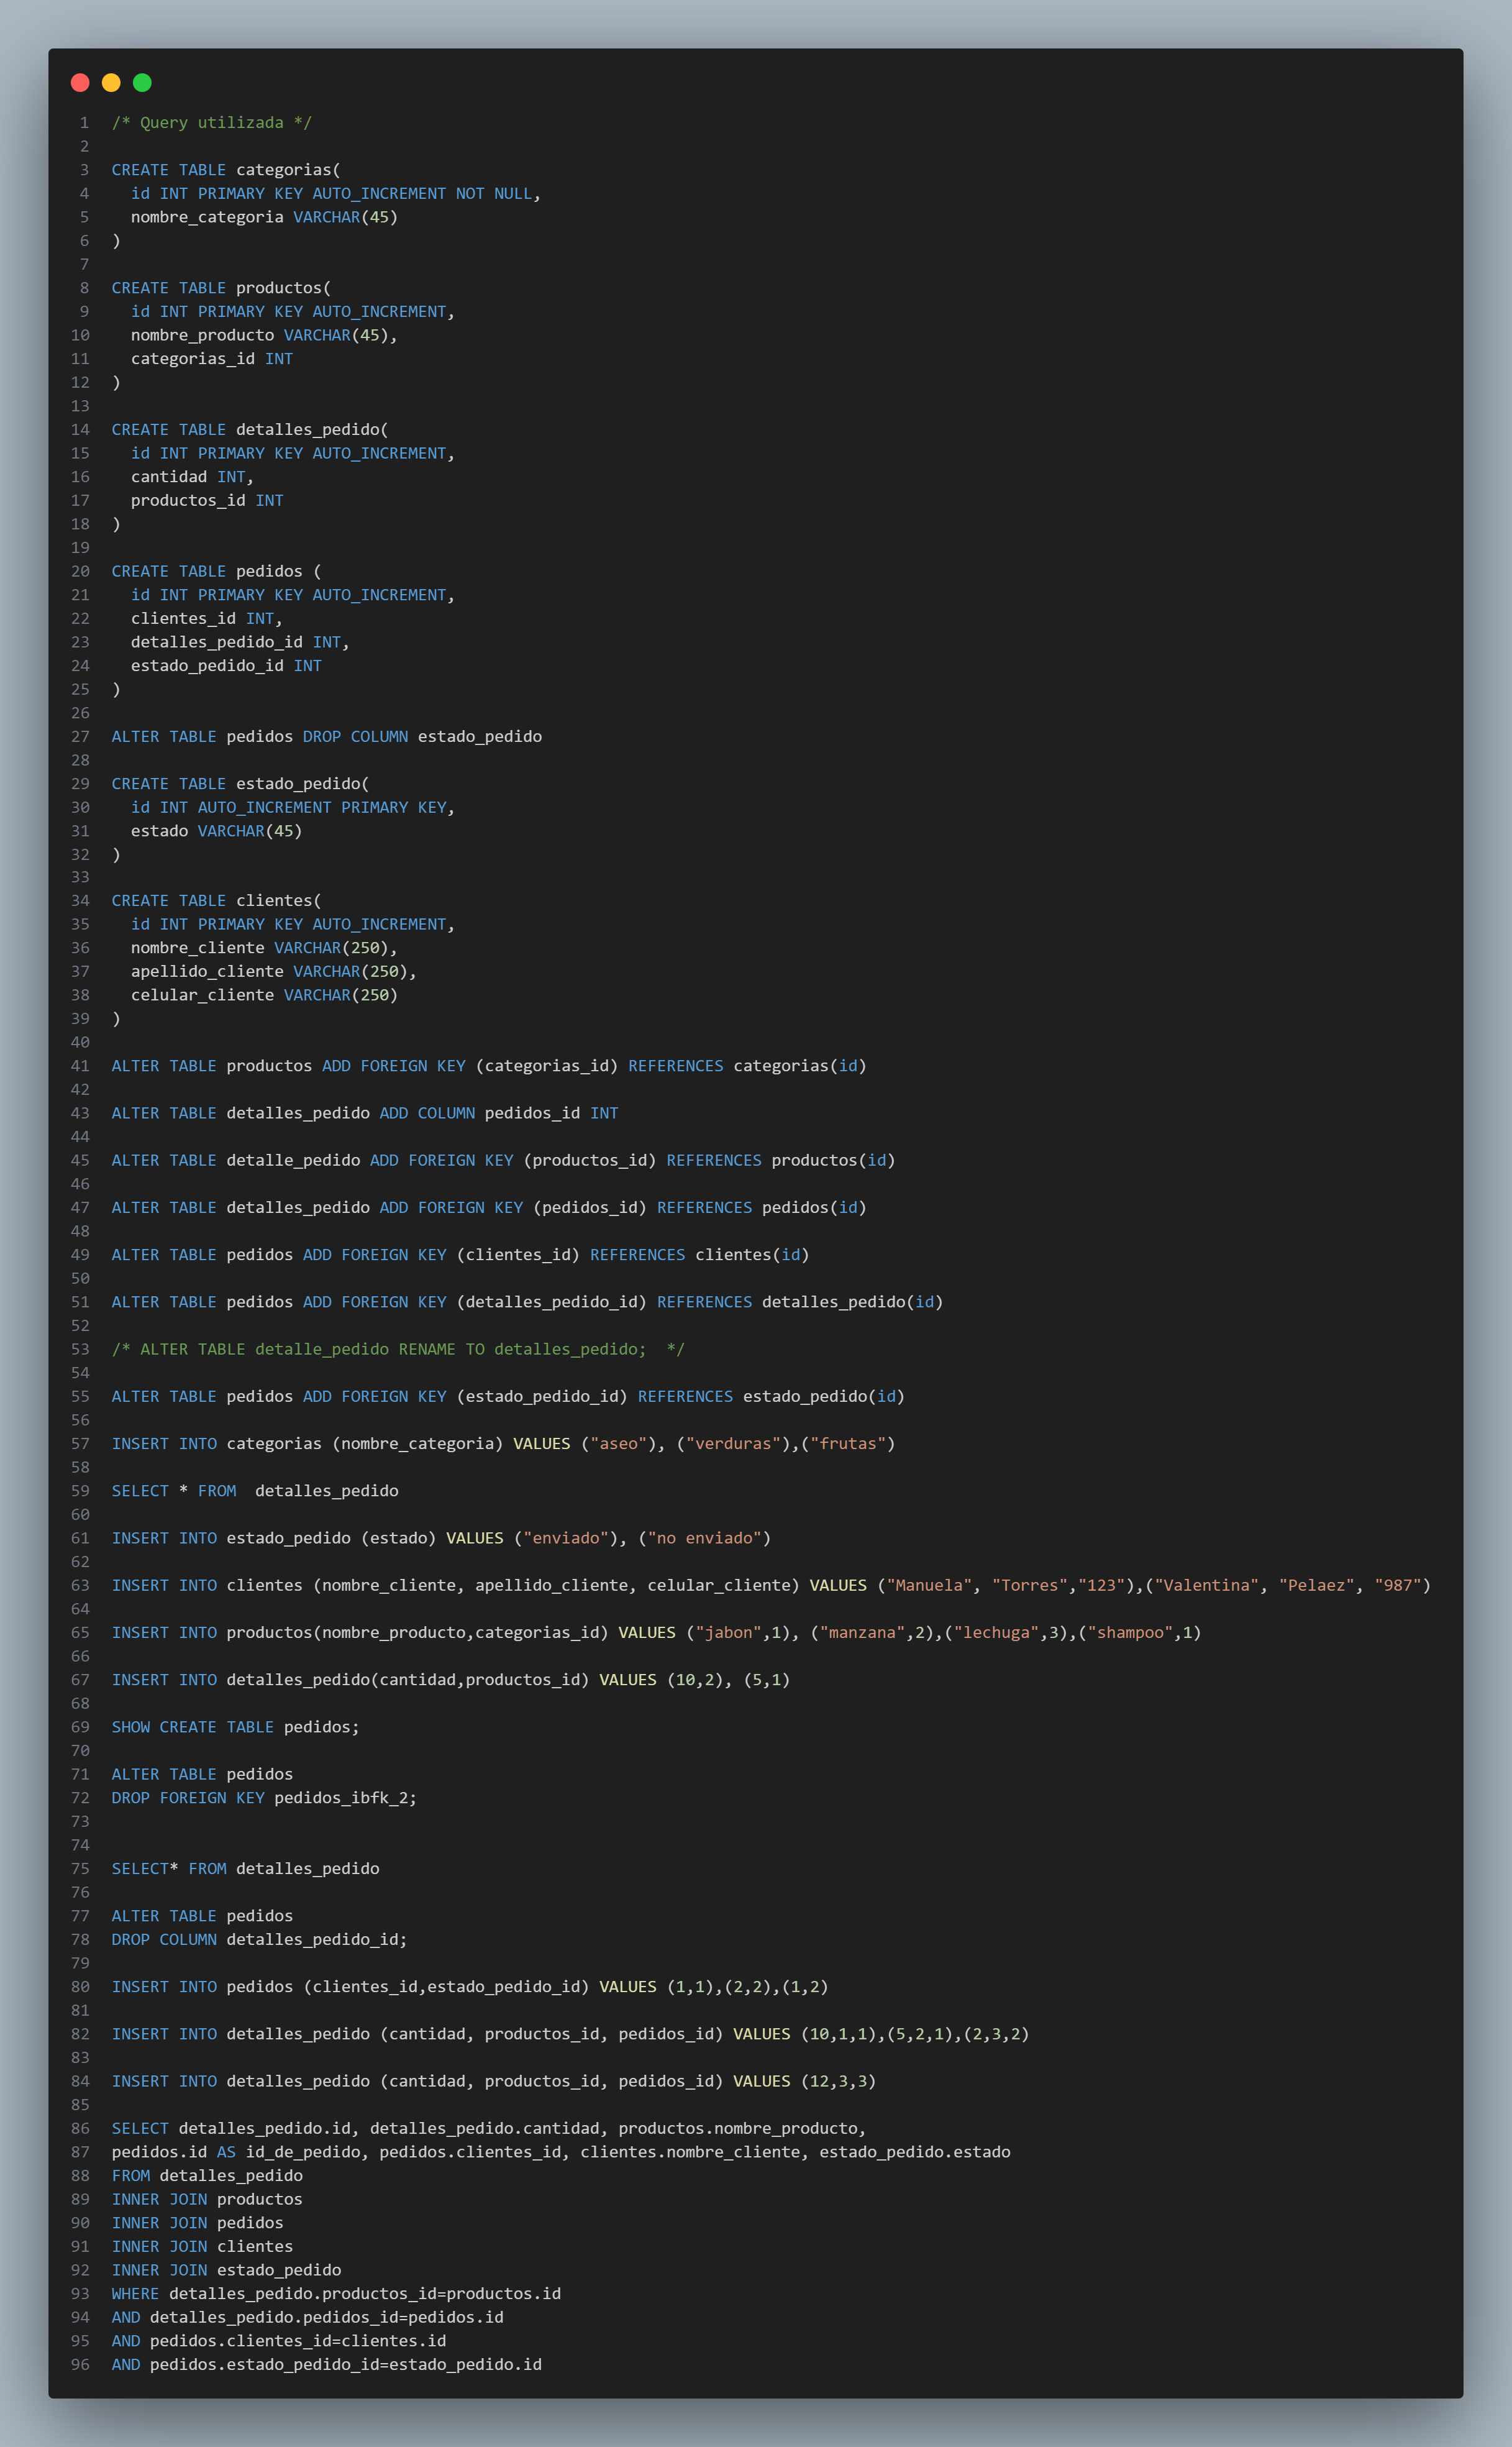 1 /* Query utilizada */
2
3 CREATE TABLE categorias(
4   id INT PRIMARY KEY AUTO_INCREMENT NOT NULL,
5   nombre_categoria VARCHAR(45)
6 )
7
8 CREATE TABLE productos(
9   id INT PRIMARY KEY AUTO_INCREMENT,
10   nombre_producto VARCHAR(45),
11   categorias_id INT
12 )
13
14 CREATE TABLE detalles_pedido(
15   id INT PRIMARY KEY AUTO_INCREMENT,
16   cantidad INT,
17   productos_id INT
18 )
19
20 CREATE TABLE pedidos (
21   id INT PRIMARY KEY AUTO_INCREMENT,
22   clientes_id INT,
23   detalles_pedido_id INT,
24   estado_pedido_id INT
25 )
26
27 ALTER TABLE pedidos DROP COLUMN estado_pedido
28
29 CREATE TABLE estado_pedido(
30   id INT AUTO_INCREMENT PRIMARY KEY,
31   estado VARCHAR(45)
32 )
33
34 CREATE TABLE clientes(
35   id INT PRIMARY KEY AUTO_INCREMENT,
36   nombre_cliente VARCHAR(250),
37   apellido_cliente VARCHAR(250),
38   celular_cliente VARCHAR(250)
39 )
40
41 ALTER TABLE productos ADD FOREIGN KEY (categorias_id) REFERENCES categorias(id)
42
43 ALTER TABLE detalles_pedido ADD COLUMN pedidos_id INT
44
45 ALTER TABLE detalle_pedido ADD FOREIGN KEY (productos_id) REFERENCES productos(id)
46
47 ALTER TABLE detalles_pedido ADD FOREIGN KEY (pedidos_id) REFERENCES pedidos(id)
48
49 ALTER TABLE pedidos ADD FOREIGN KEY (clientes_id) REFERENCES clientes(id)
50
51 ALTER TABLE pedidos ADD FOREIGN KEY (detalles_pedido_id) REFERENCES detalles_pedido(id)
52
53 /* ALTER TABLE detalle_pedido RENAME TO detalles_pedido;  */
54
55 ALTER TABLE pedidos ADD FOREIGN KEY (estado_pedido_id) REFERENCES estado_pedido(id)
56
57 INSERT INTO categorias (nombre_categoria) VALUES ("aseo"), ("verduras"),("frutas")
58
59 SELECT * FROM  detalles_pedido
60
61 INSERT INTO estado_pedido (estado) VALUES ("enviado"), ("no enviado")
62
63 INSERT INTO clientes (nombre_cliente, apellido_cliente, celular_cliente) VALUES ("Manuela", "Torres","123"),("Valentina", "Pelaez", "987")
64
65 INSERT INTO productos(nombre_producto,categorias_id) VALUES ("jabon",1), ("manzana",2),("lechuga",3),("shampoo",1)
66
67 INSERT INTO detalles_pedido(cantidad,productos_id) VALUES (10,2), (5,1)
68
69 SHOW CREATE TABLE pedidos;
70
71 ALTER TABLE pedidos
72 DROP FOREIGN KEY pedidos_ibfk_2;
73
74
75 SELECT* FROM detalles_pedido
76
77 ALTER TABLE pedidos
78 DROP COLUMN detalles_pedido_id;
79
80 INSERT INTO pedidos (clientes_id,estado_pedido_id) VALUES (1,1),(2,2),(1,2)
81
82 INSERT INTO detalles_pedido (cantidad, productos_id, pedidos_id) VALUES (10,1,1),(5,2,1),(2,3,2)
83
84 INSERT INTO detalles_pedido (cantidad, productos_id, pedidos_id) VALUES (12,3,3)
85
86 SELECT detalles_pedido.id, detalles_pedido.cantidad, productos.nombre_producto,
87 pedidos.id AS id_de_pedido, pedidos.clientes_id, clientes.nombre_cliente, estado_pedido.estado
88 FROM detalles_pedido
89 INNER JOIN productos
90 INNER JOIN pedidos
91 INNER JOIN clientes
92 INNER JOIN estado_pedido
93 WHERE detalles_pedido.productos_id=productos.id
94 AND detalles_pedido.pedidos_id=pedidos.id
95 AND pedidos.clientes_id=clientes.id
96 AND pedidos.estado_pedido_id=estado_pedido.id